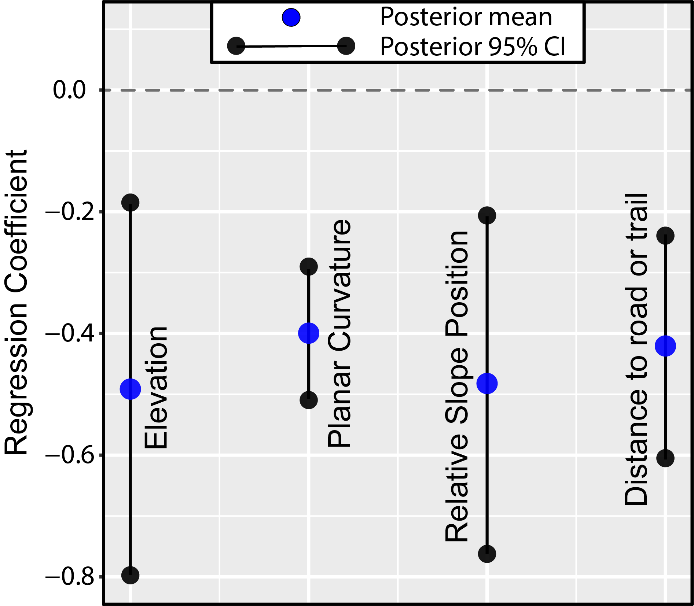 Posterior mean
Posterior 95% CI
Regression Coefficient
0.0
−0.2
−0.4
−0.6
−0.8
Elevation
Planar Curvature
Relative Slope Position
Distance to road or trail